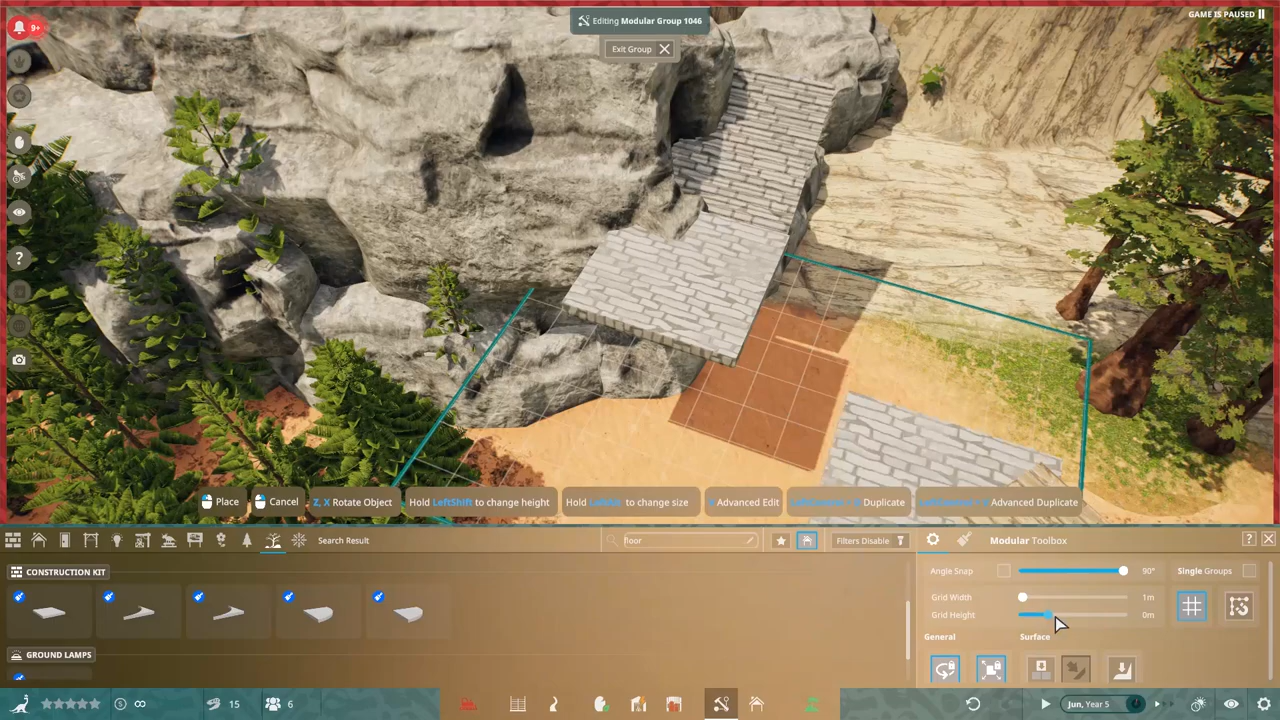 9+
Editing Modular Group 1046
GAME IS PAUSED
Exit Group
?
Place
Cancel
Z, X Rotate Object
Hold LeftShift to change height
Hold to change size
Advanced Edit
Duplicate
Advanced Duplicate
Search Result
floor
Filters Disable
Modular Toolbox
?
CONSTRUCTION KIT
Angle Snap
90°
Single Groups
Grid Width
1m
Grid Height
0m
General
Surface
GROUND LAMPS
∞
15
6
Jun, Year 5